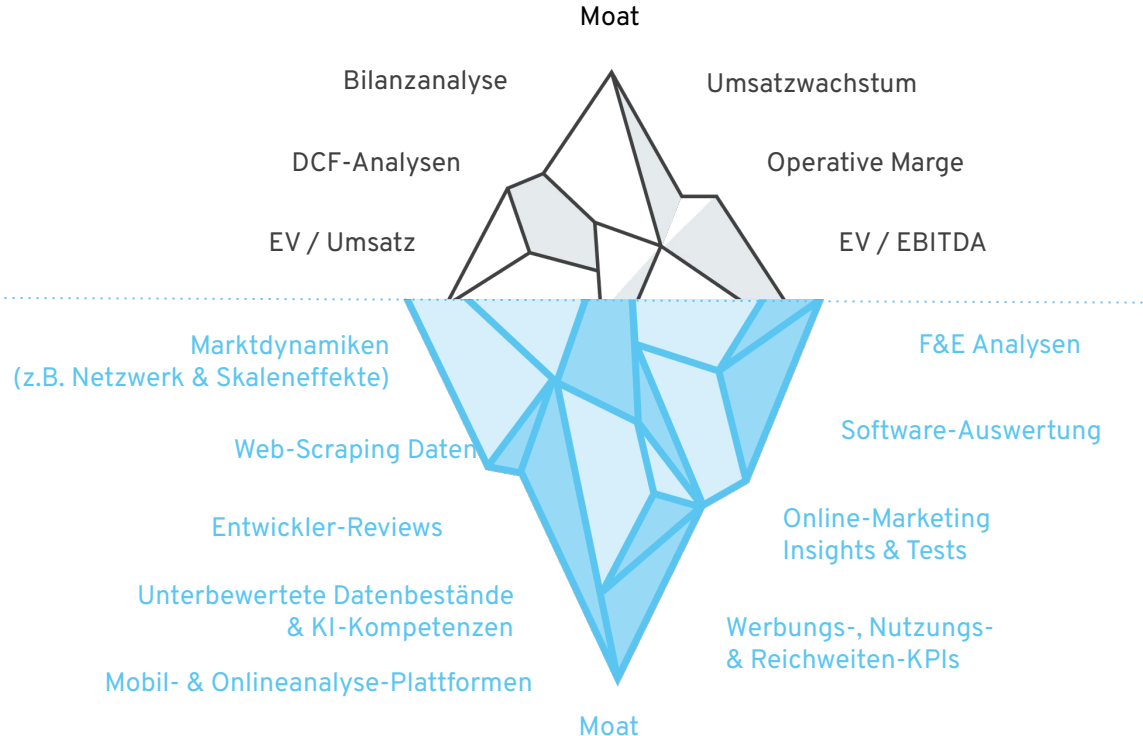 Moat
Bilanzanalyse
Umsatzwachstum
DCF-Analysen
Operative Marge
EV / Umsatz
EV / EBITDA
Marktdynamiken
(z.B. Netzwerk & Skaleneffekte)
F&E Analysen
Web-Scraping Daten
Software-Auswertung
Entwickler-Reviews
Online-Marketing
Insights & Tests
Unterbewertete Datenbestände
& KI-Kompetenzen
Werbungs-, Nutzungs-
& Reichweiten-KPIs
Mobil- & Onlineanalyse-Plattformen
Moat